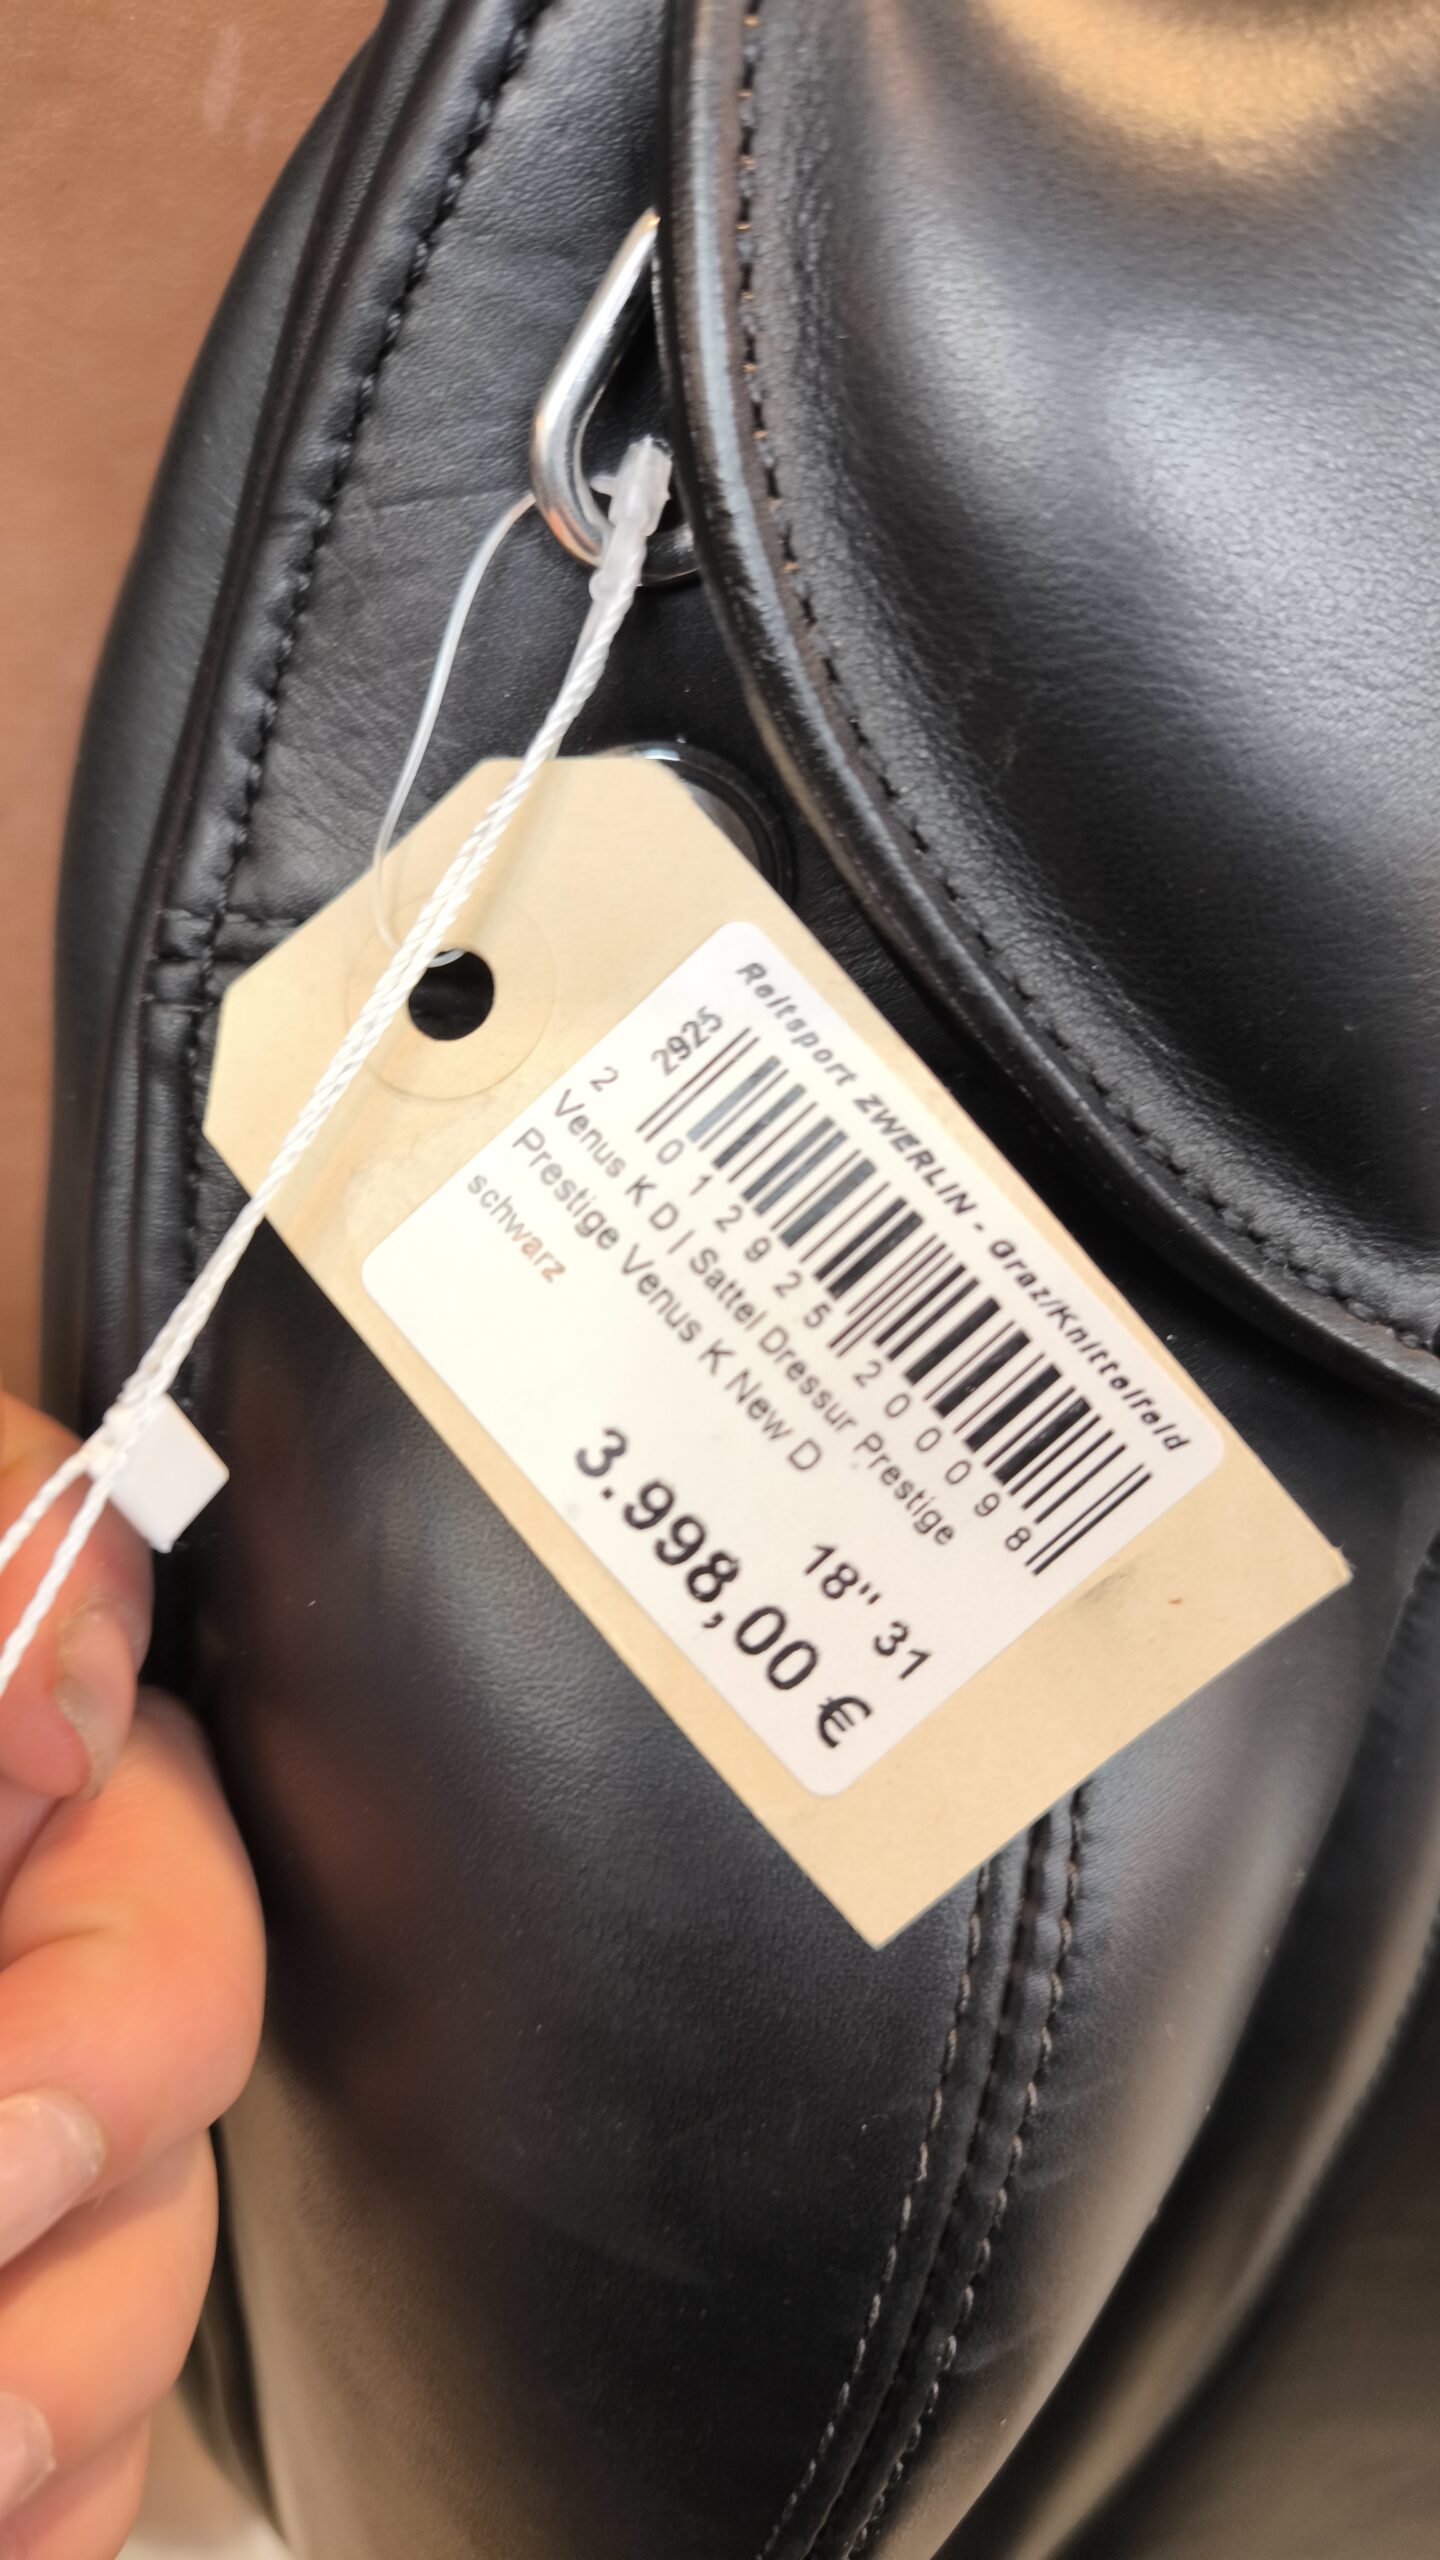 Reitsport ZWERLIN - Graz/Knittelfeld
2925
2 012925 200098
Venus K D | Sattel Dressur Prestige
Prestige Venus K New D
schwarz
18" 31
3.998,00 €